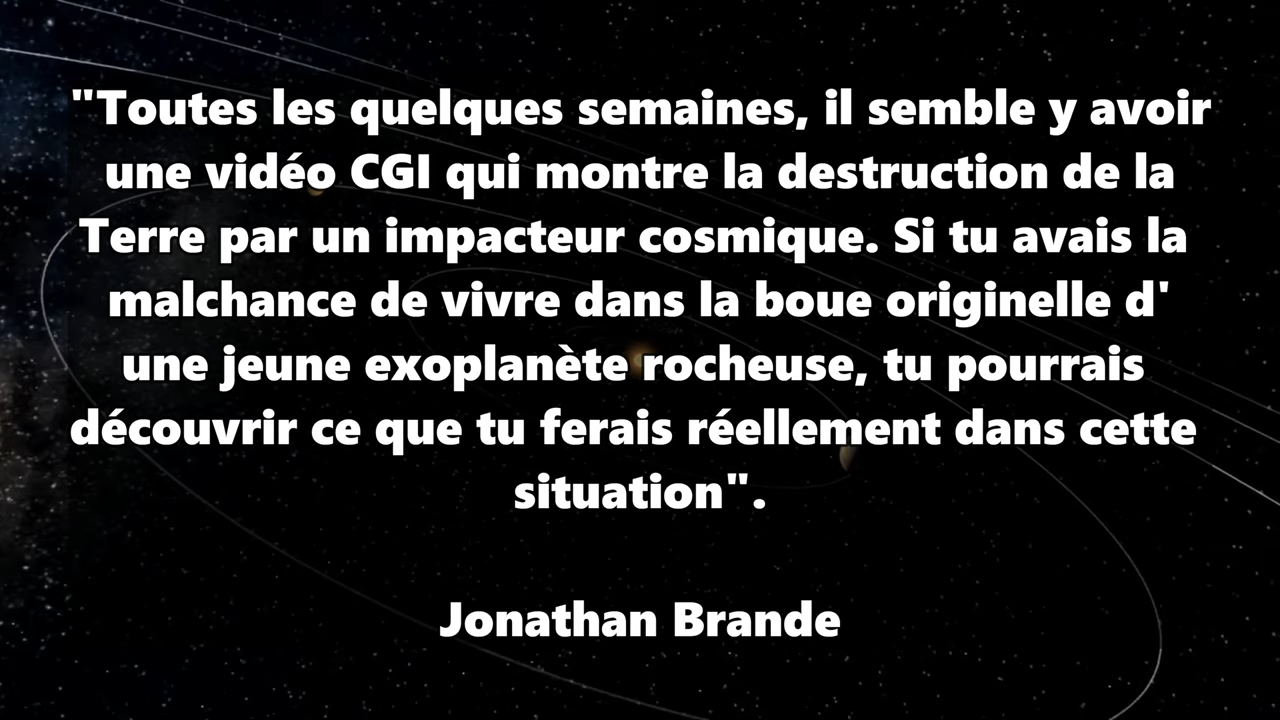 "Toutes les quelques semaines, il semble y avoir
une vidéo CGI qui montre la destruction de la
Terre par un impacteur cosmique. Si tu avais la
malchance de vivre dans la boue originelle d'
une jeune exoplanète rocheuse, tu pourrais
découvrir ce que tu ferais réellement dans cette
situation".
Jonathan Brande